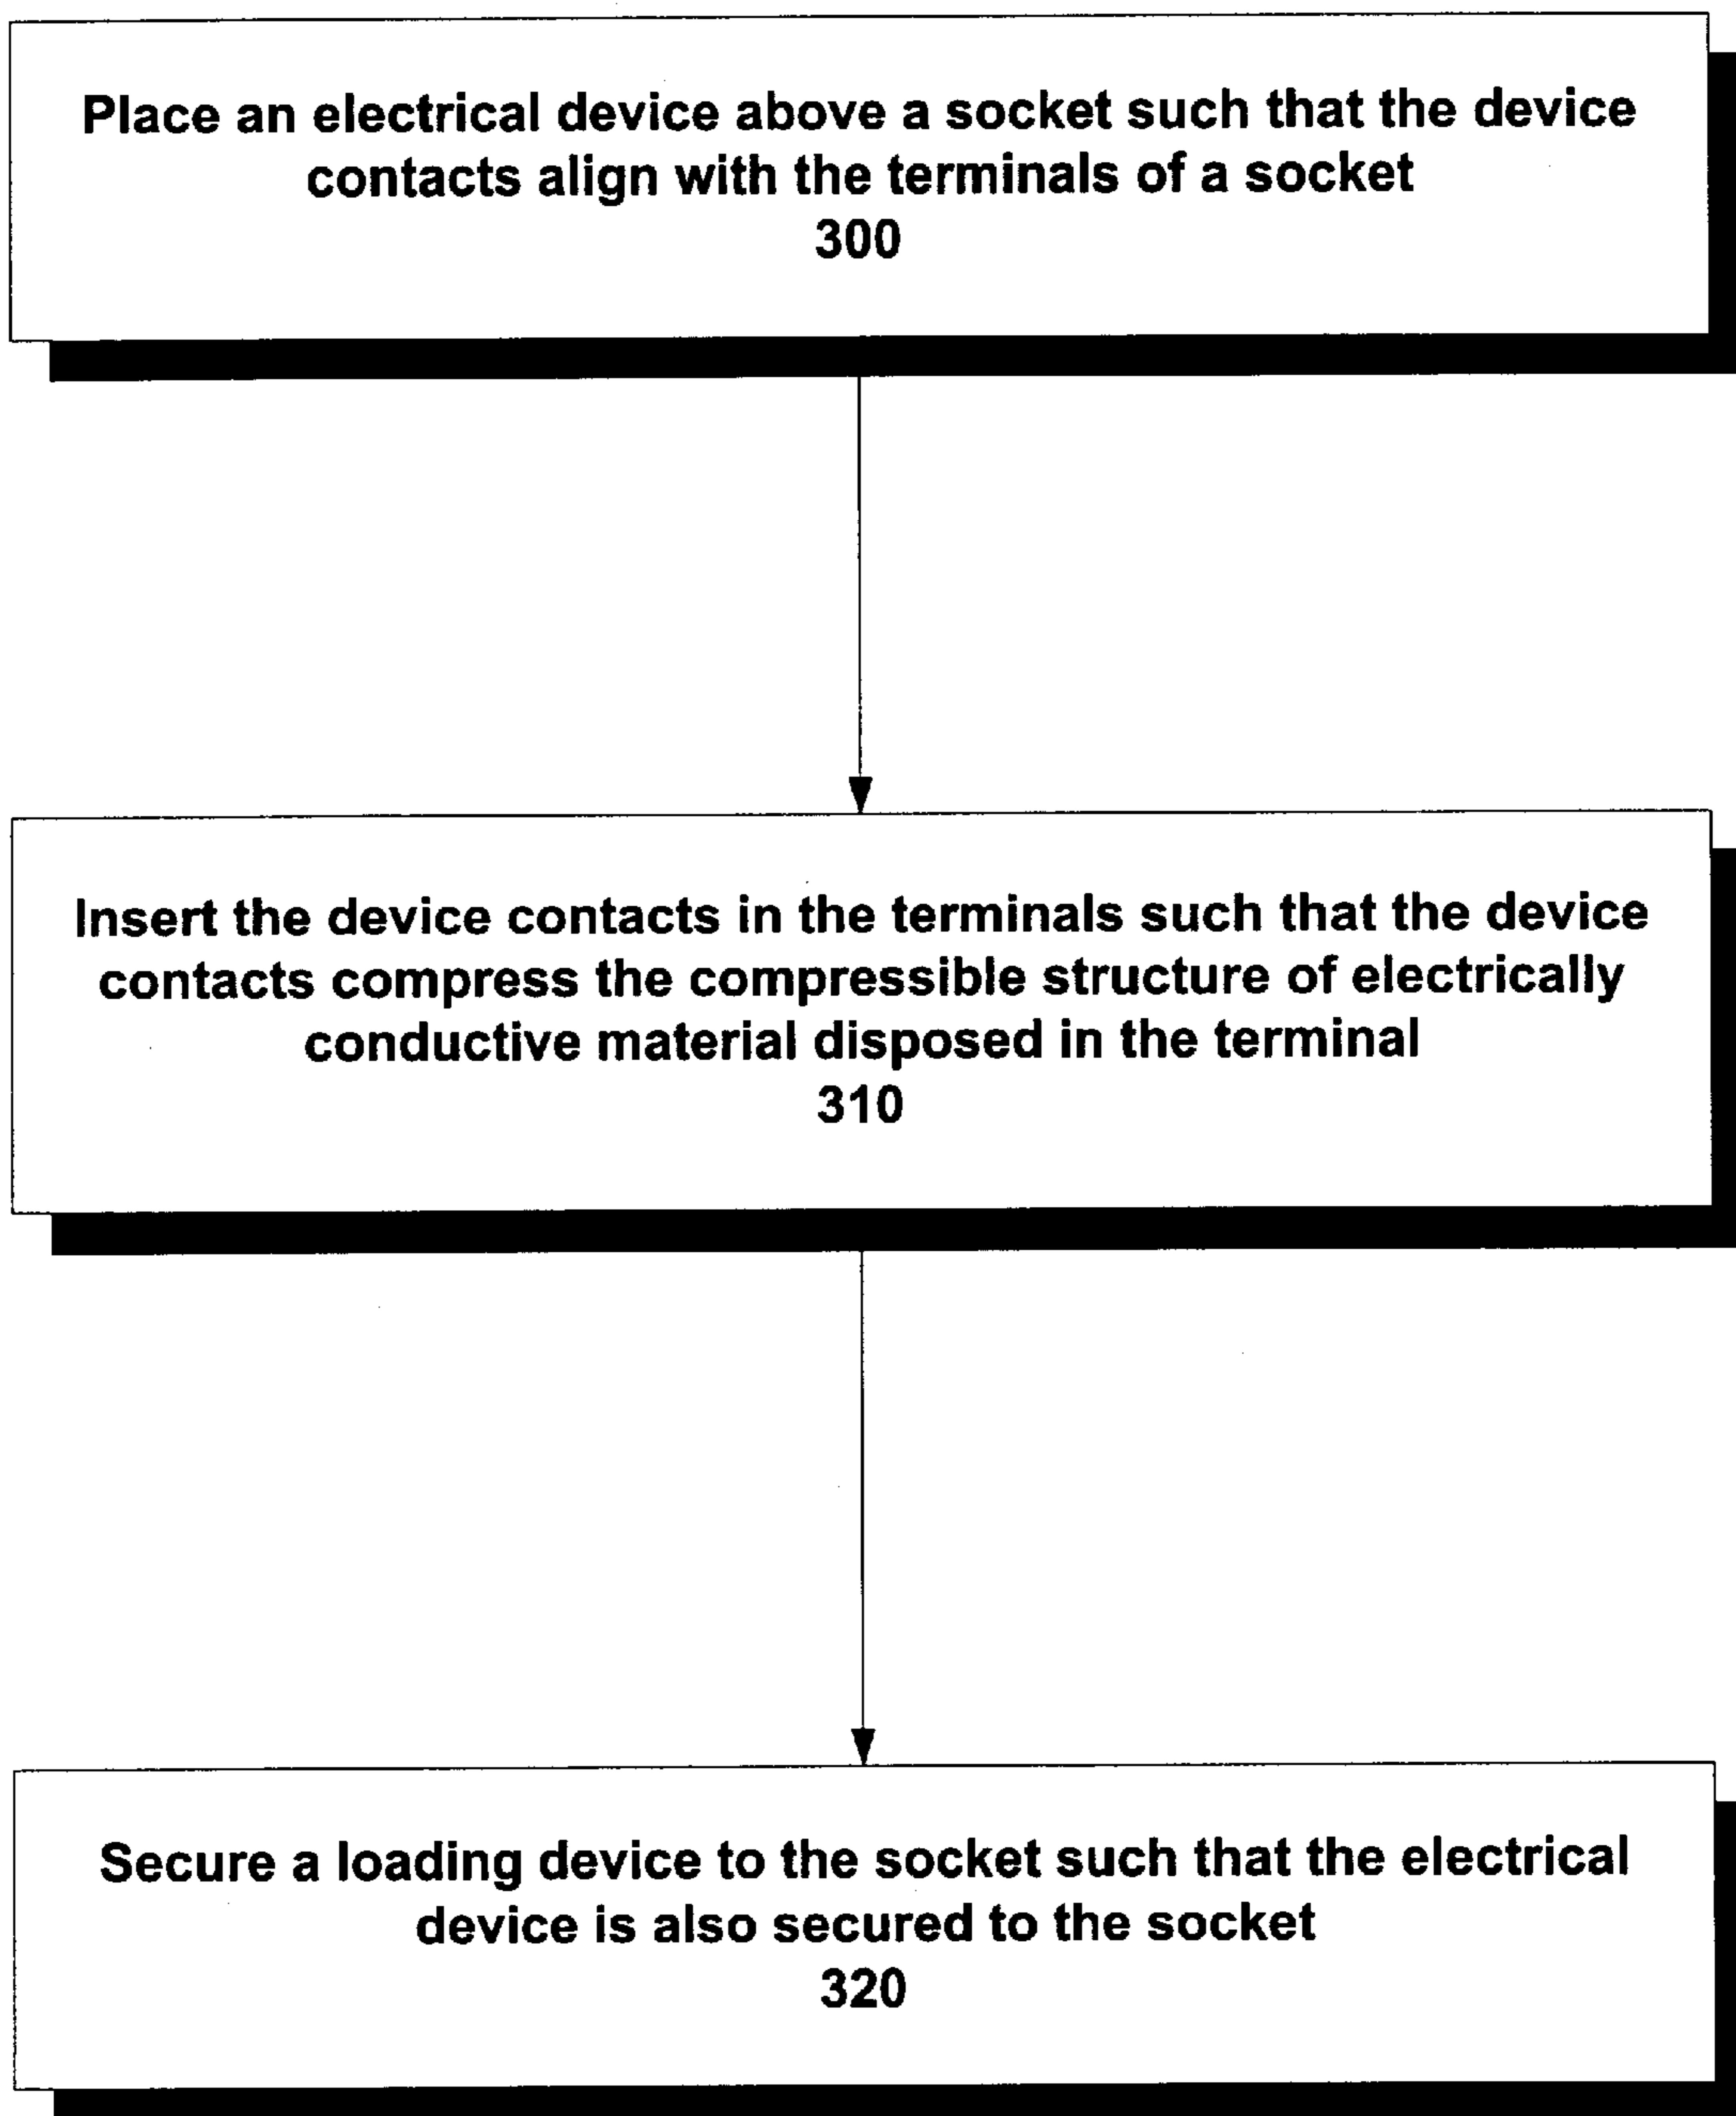 Place an electrical device above a socket such that the device
contacts align with the terminals of a socket
300
Insert the device contacts in the terminals such that the device
contacts compress the compressible structure of electrically
conductive material disposed in the terminal
310
Secure a loading device to the socket such that the electrical
device is also secured to the socket
320